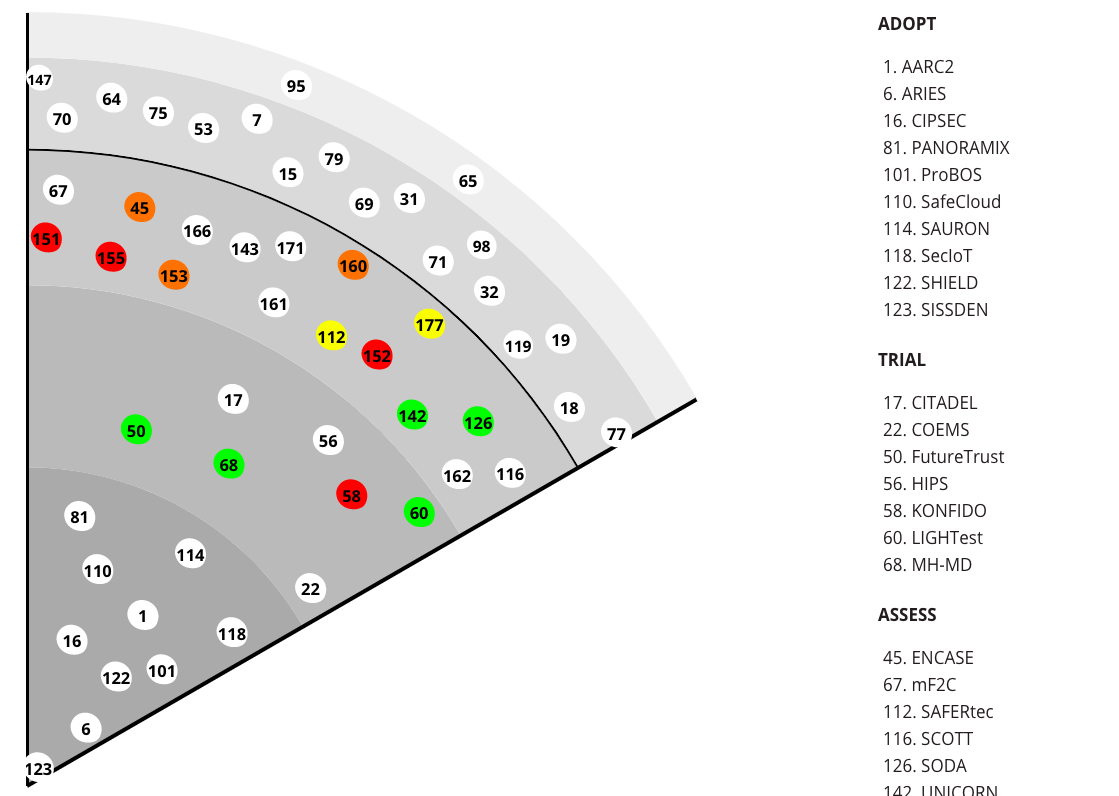 147
64
95
70
75
53
7
15
79
65
67
45
69
31
151
155
166
143
171
160
71
98
153
161
32
112
177
152
119
19
17
50
68
56
142
126
18
77
58
60
162
116
81
110
114
22
1
16
118
122
101
6
123
ADOPT
1. AARC2
6. ARIES
16. CIPSEC
81. PANORAMIX
101. ProBOS
110. SafeCloud
114. SAURON
118. SecIoT
122. SHIELD
123. SISSDEN
TRIAL
17. CITADEL
22. COEMS
50. FutureTrust
56. HIPS
58. KONFIDO
60. LIGHTest
68. MH-MD
ASSESS
45. ENCASE
67. mF2C
112. SAFERtec
116. SCOTT
126. SODA
142. UNICORN